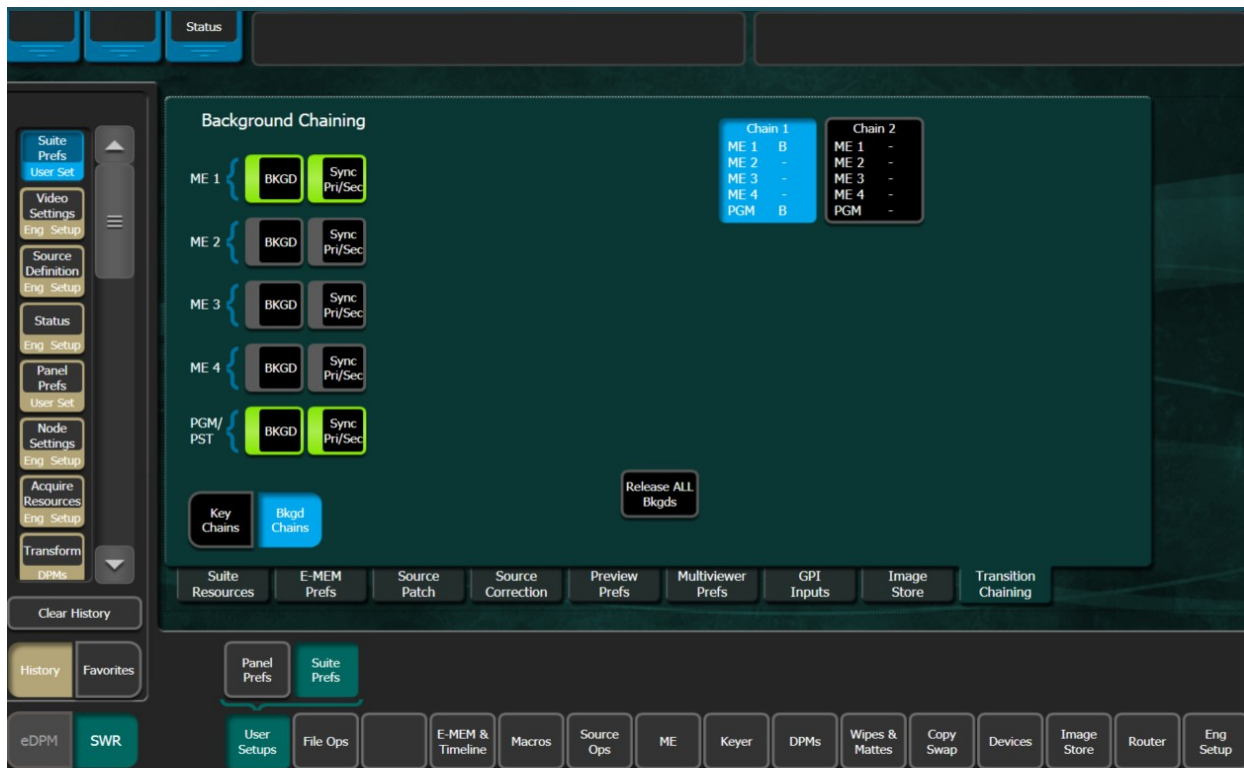 Status
Suite
Prefs
User Set
Video
Settings
Eng Setup
Source
Definition
Eng Setup
Status
Eng Setup
Panel
Prefs
User Set
Node
Settings
Eng Setup
Acquire
Resources
Eng Setup
Transform
DPMs
Clear History
History
Favorites
eDPM
SWR
Background Chaining
ME 1
BKGD
Sync
Pri/Sec
ME 2
BKGD
Sync
Pri/Sec
ME 3
BKGD
Sync
Pri/Sec
ME 4
BKGD
Sync
Pri/Sec
PGM/
PST
BKGD
Sync
Pri/Sec
Chain 1
ME 1 B
ME 2 -
ME 3 -
ME 4 -
PGM B
Chain 2
ME 1 -
ME 2 -
ME 3 -
ME 4 -
PGM -
Release ALL
Bkgds
Key
Chains
Bkgd
Chains
Suite
Resources
E-MEM
Prefs
Source
Patch
Source
Correction
Preview
Prefs
Multiviewer
Prefs
GPI
Inputs
Image
Store
Transition
Chaining
Panel
Prefs
Suite
Prefs
User
Setups
File Ops
E-MEM &
Timeline
Macros
Source
Ops
ME
Keyer
DPMs
Wipes &
Mattes
Copy
Swap
Devices
Image
Store
Router
Eng
Setup